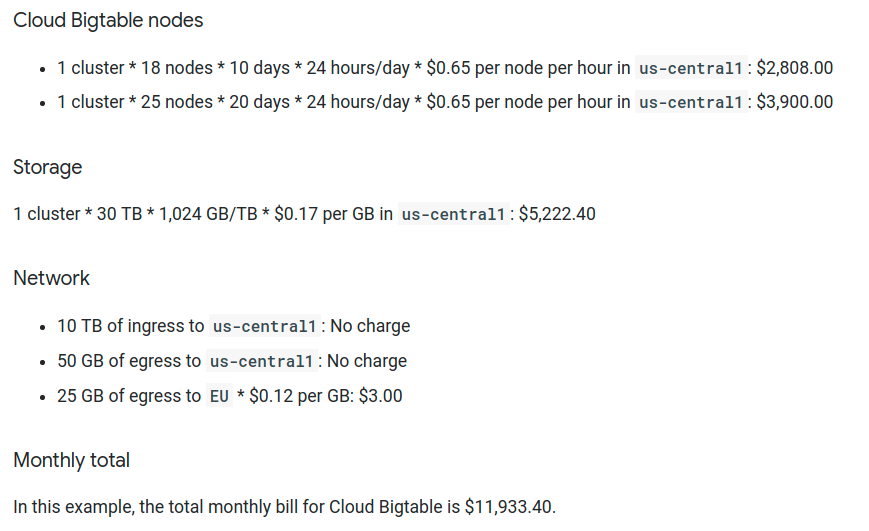 Cloud Bigtable nodes
• 1 cluster * 18 nodes * 10 days * 24 hours/day * $0.65 per node per hour in us-central1: $2,808.00
• 1 cluster * 25 nodes * 20 days * 24 hours/day * $0.65 per node per hour in us-central1: $3,900.00
Storage
1 cluster * 30 TB * 1,024 GB/TB * $0.17 per GB in us-central1: $5,222.40
Network
• 10 TB of ingress to us-central1: No charge
• 50 GB of egress to us-central1: No charge
• 25 GB of egress to EU * $0.12 per GB: $3.00
Monthly total
In this example, the total monthly bill for Cloud Bigtable is $11,933.40.